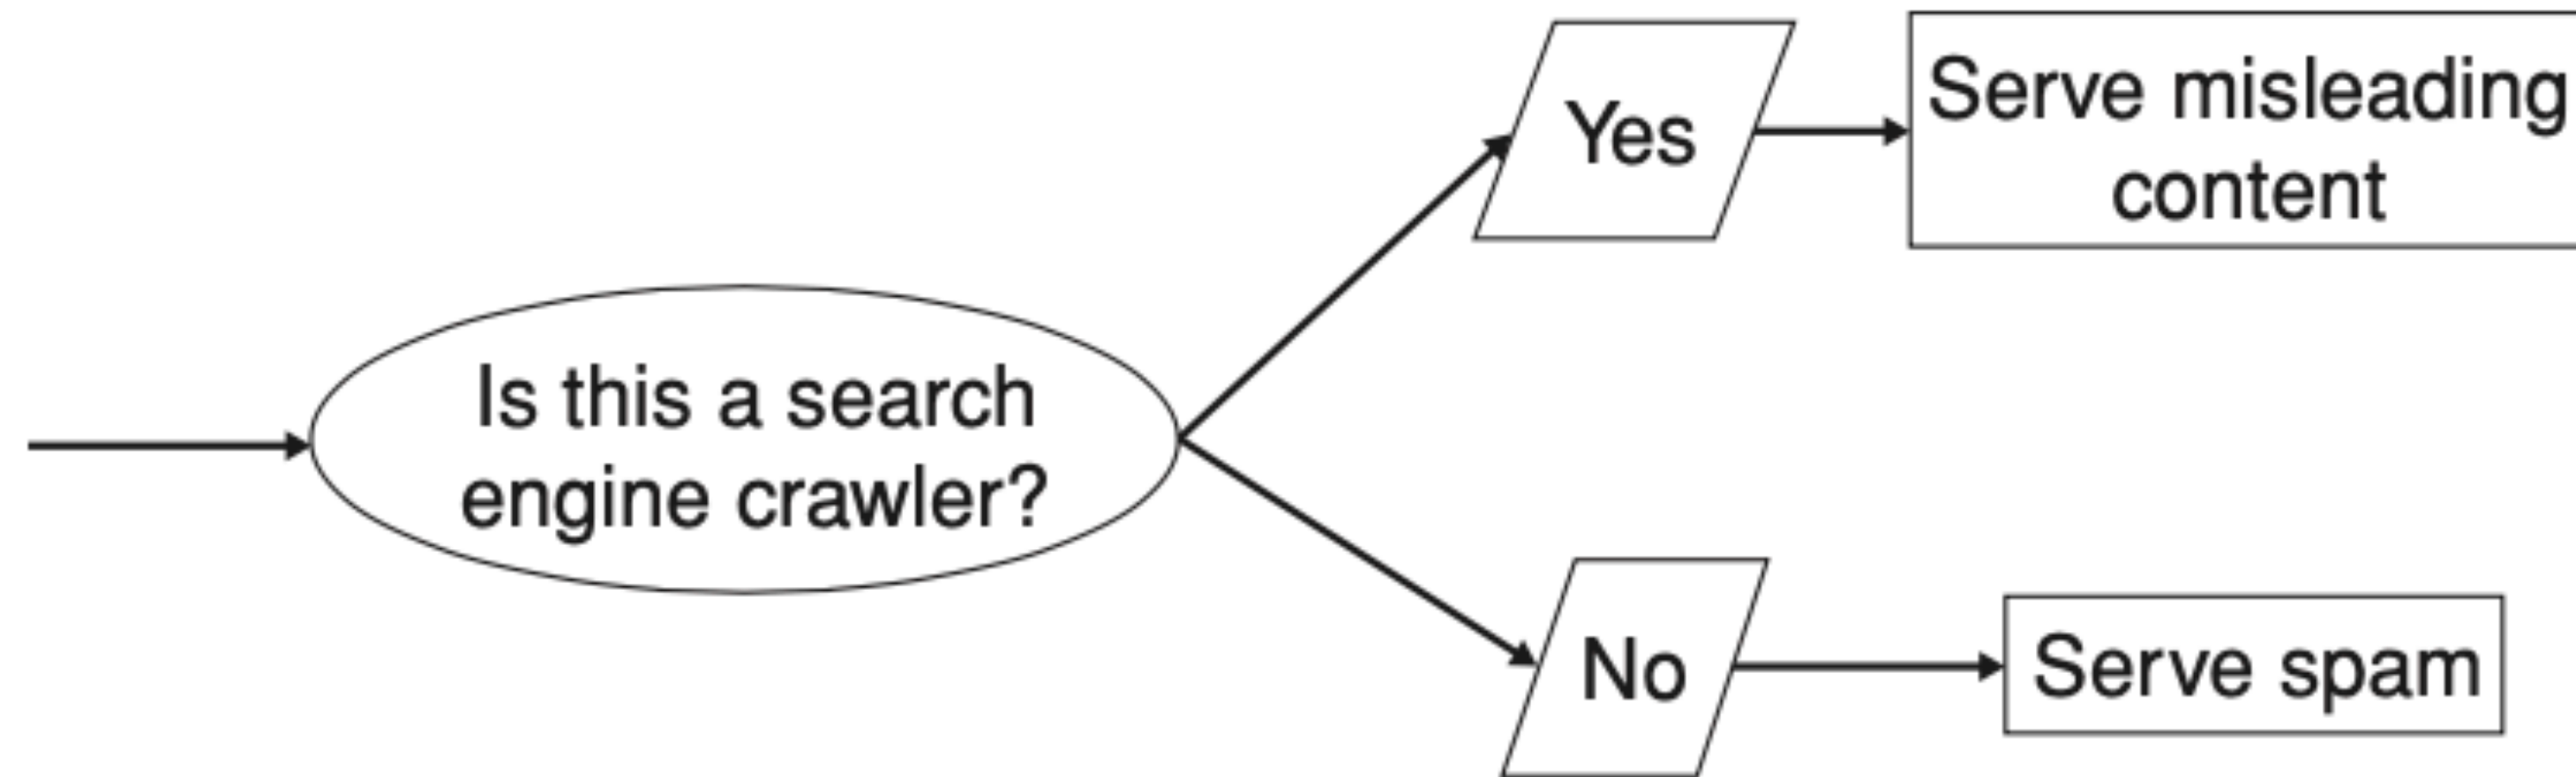 Is this a search
engine crawler?
Yes
Serve misleading
content
No
Serve spam